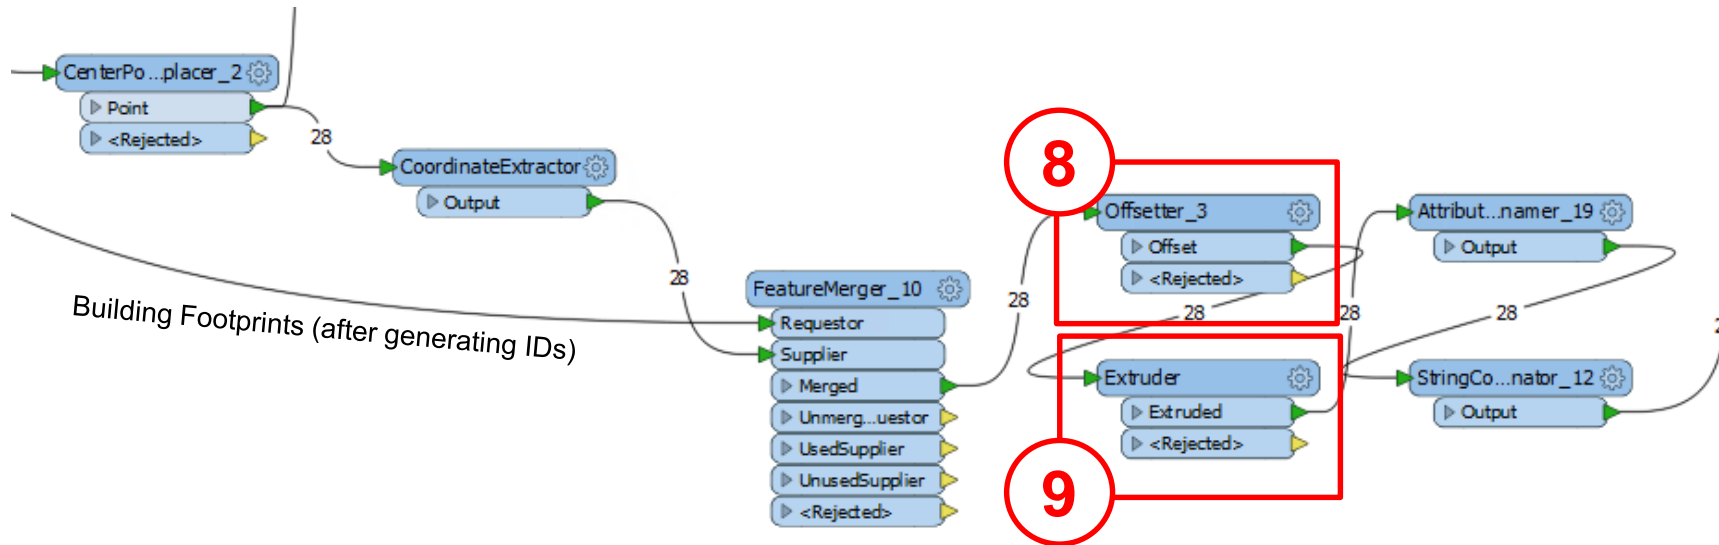 CenterPo...placer_2
Point
<Rejected>
28
CoordinateExtractor
Output
28
Building Footprints (after generating IDs)
FeatureMerger_10
Requestor
Supplier
Merged
Unmerg...uestor
UsedSupplier
UnusedSupplier
<Rejected>
28
8
Offsetter_3
Offset
<Rejected>
28
9
Extruder
Extruded
<Rejected>
28
Attribut...namer_19
Output
28
StringCo...nator_12
Output